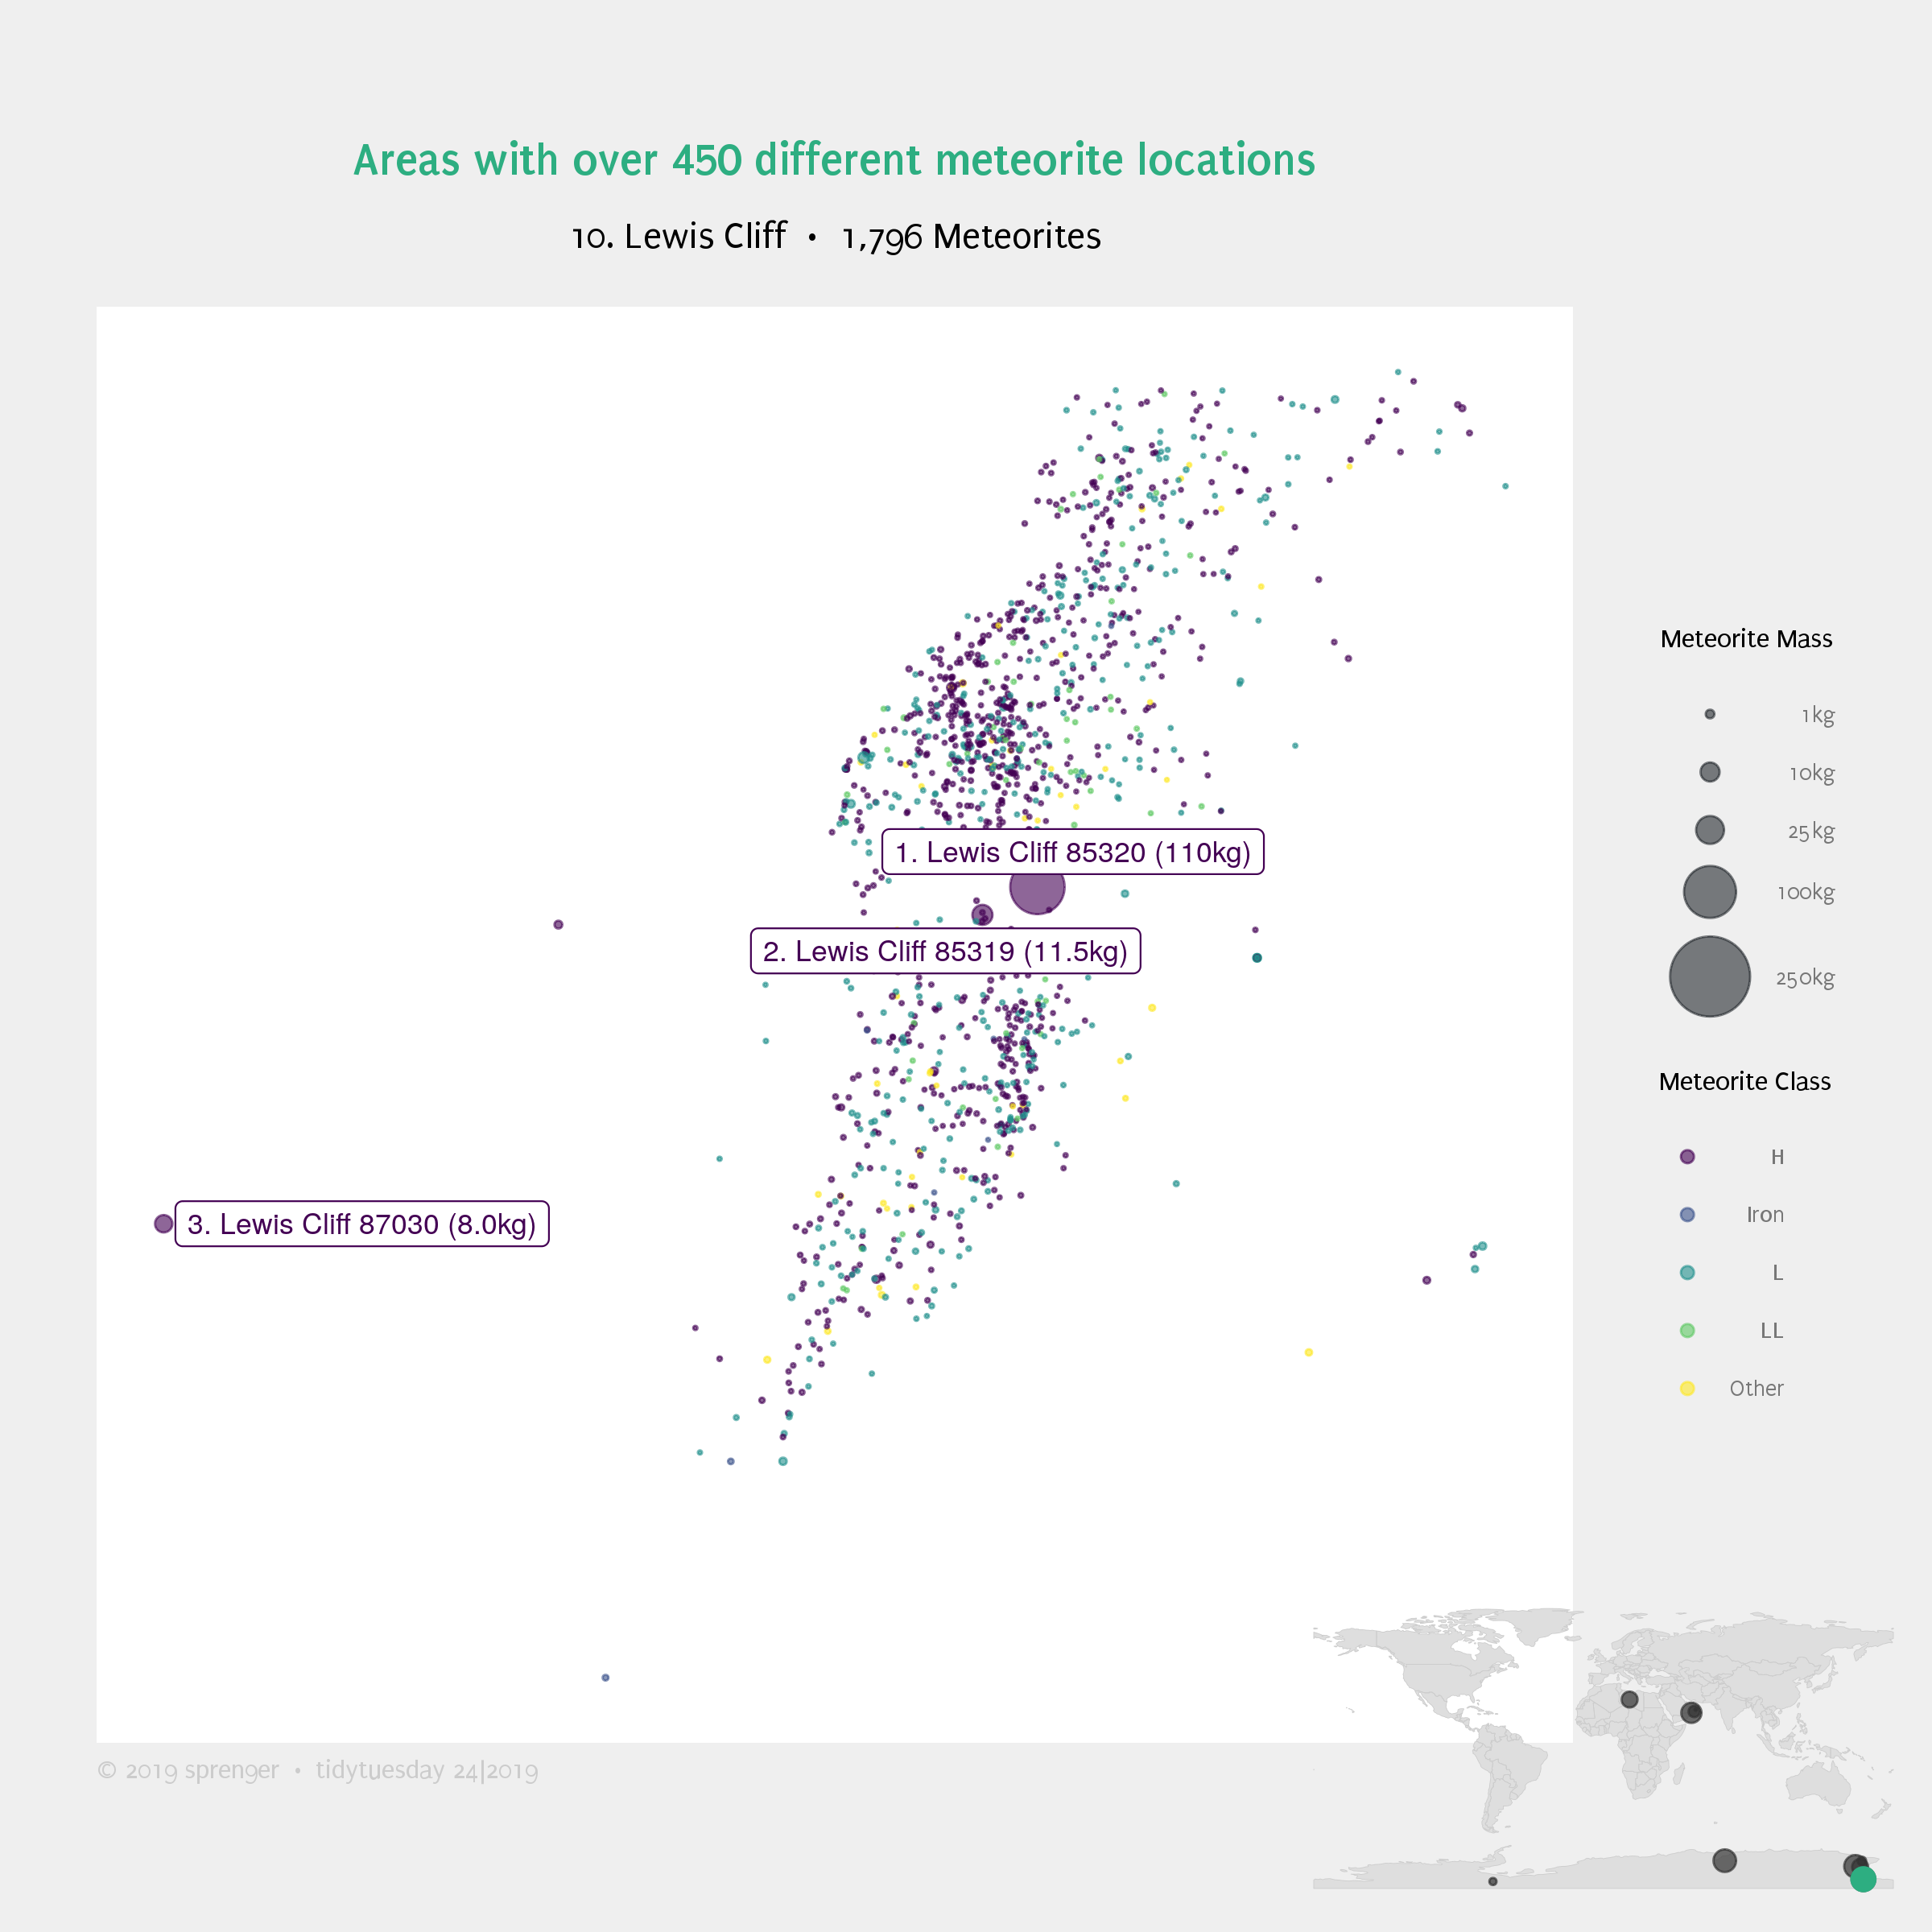 Areas with over 450 different meteorite locations
10. Lewis Cliff • 1,796 Meteorites
1. Lewis Cliff 85320 (110kg)
2. Lewis Cliff 85319 (11.5kg)
3. Lewis Cliff 87030 (8.0kg)
Meteorite Mass
1kg
10kg
25kg
100kg
250kg
Meteorite Class
H
Iron
L
LL
Other
© 2019 sprenger • tidytuesday 24|2019